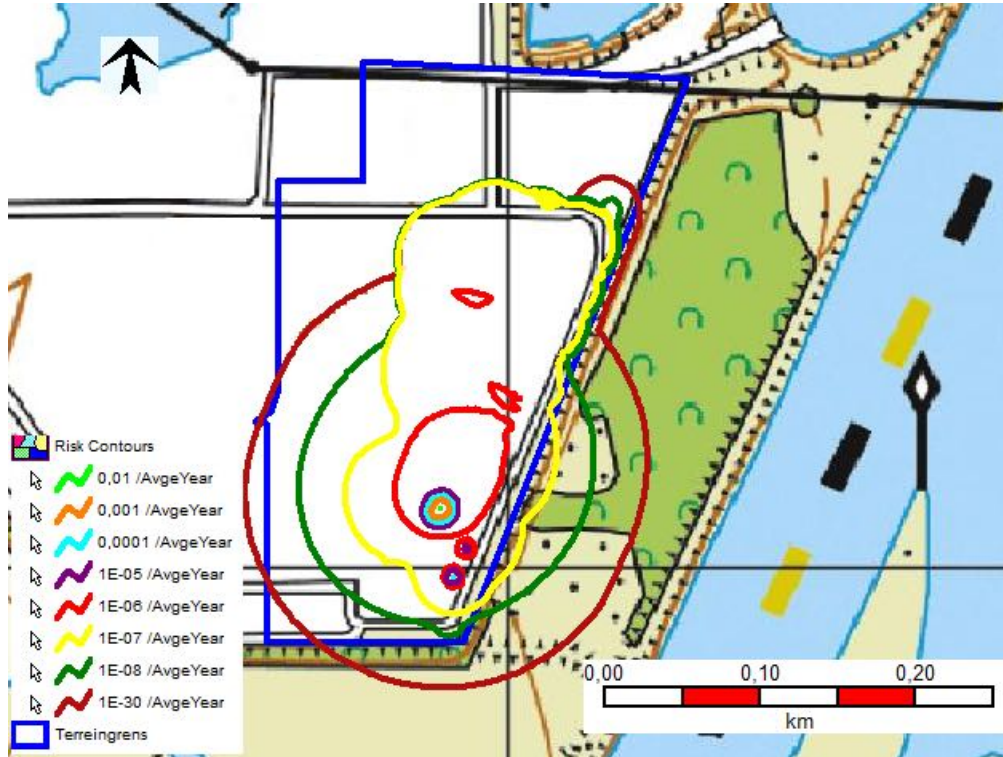 Risk Contours
0,01 /AvgeYear
0,001 /AvgeYear
0,0001 /AvgeYear
1E-05 /AvgeYear
1E-06 /AvgeYear
1E-07 /AvgeYear
1E-08 /AvgeYear
1E-30 /AvgeYear
Terreingrens
0,00 0,10 0,20
km